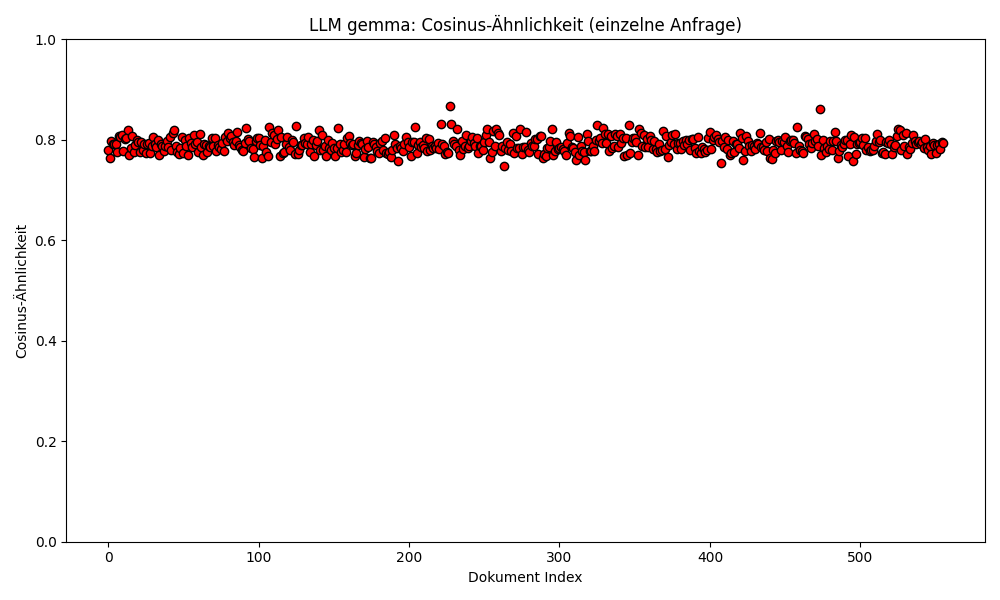 LLM gemma: Cosinus-Ähnlichkeit (einzelne Anfrage)
1.0
0.8
0.6
0.4
0.2
0.0
Cosinus-Ähnlichkeit
0 100 200 300 400 500
Dokument Index